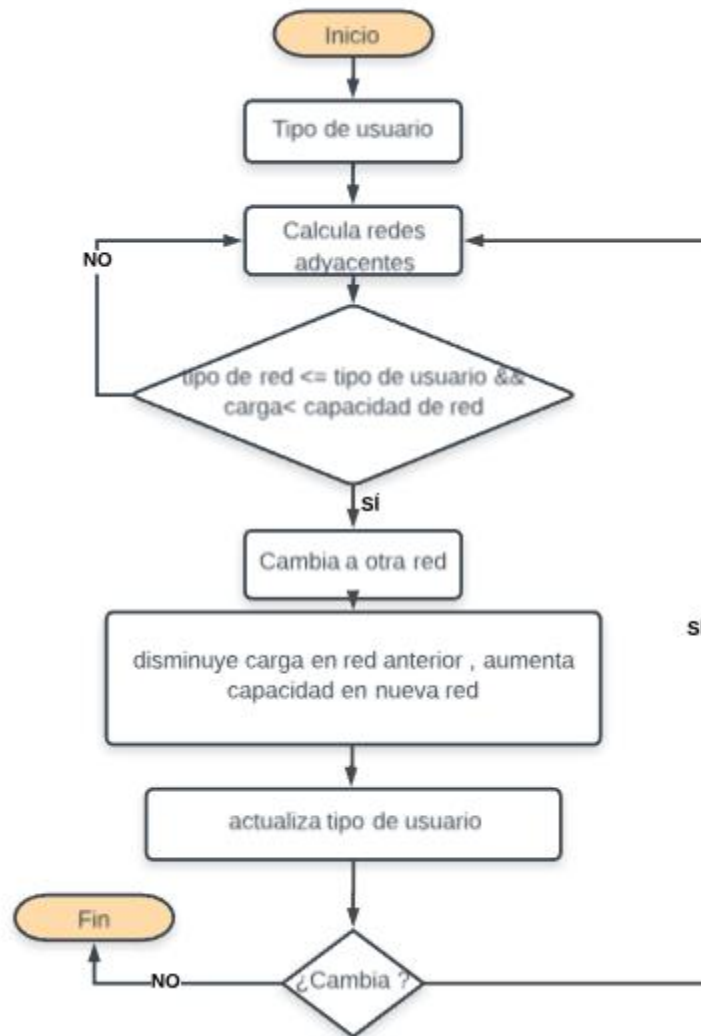 Inicio
Tipo de usuario
Calcula redes
adyacentes
NO
tipo de red <= tipo de usuario &&
carga< capacidad de red
SÍ
Cambia a otra red
disminuye carga en red anterior , aumenta
capacidad en nueva red
SÍ
actualiza tipo de usuario
Fin
¿Cambia ?
NO